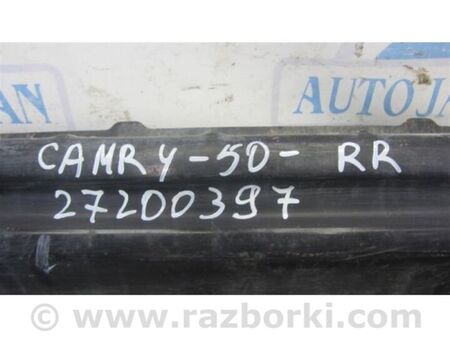 AN
AUTOJA
CAMRY-50- RR
27200397
© www.razborki.com